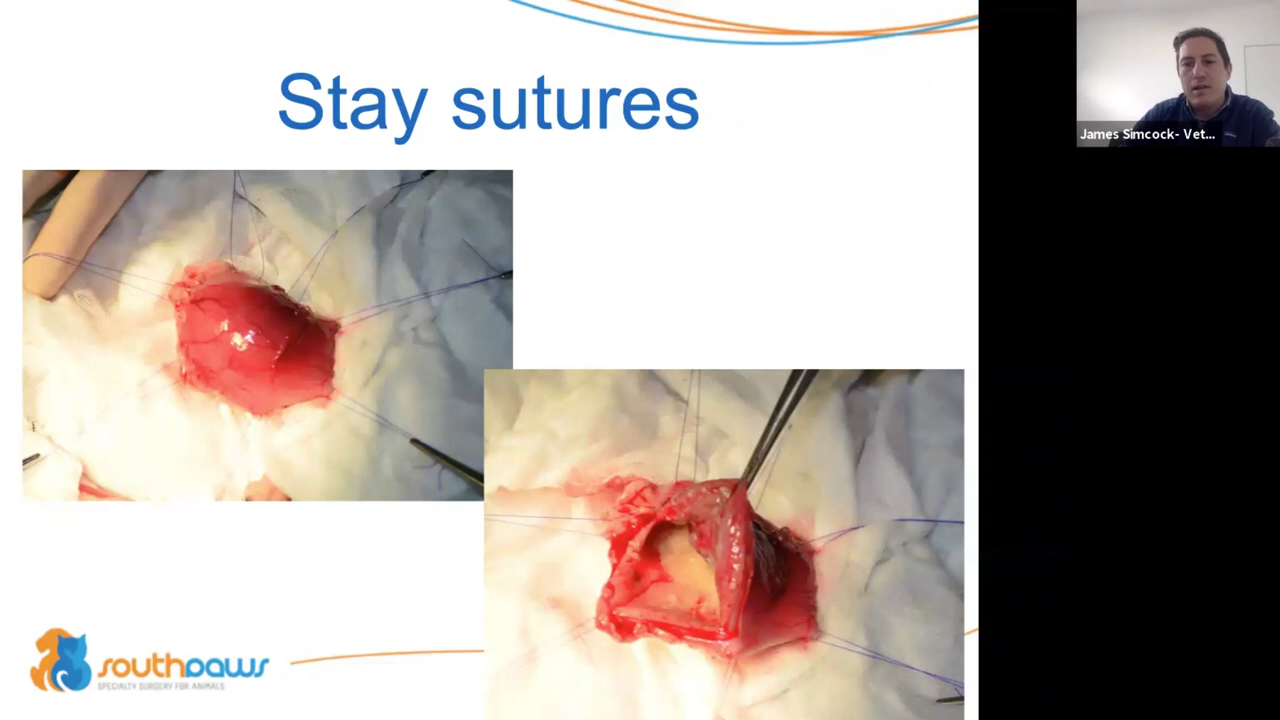 Stay sutures
James Simcock- Vet...
southpaws
SPECIALTY SURGERY FOR ANIMALS